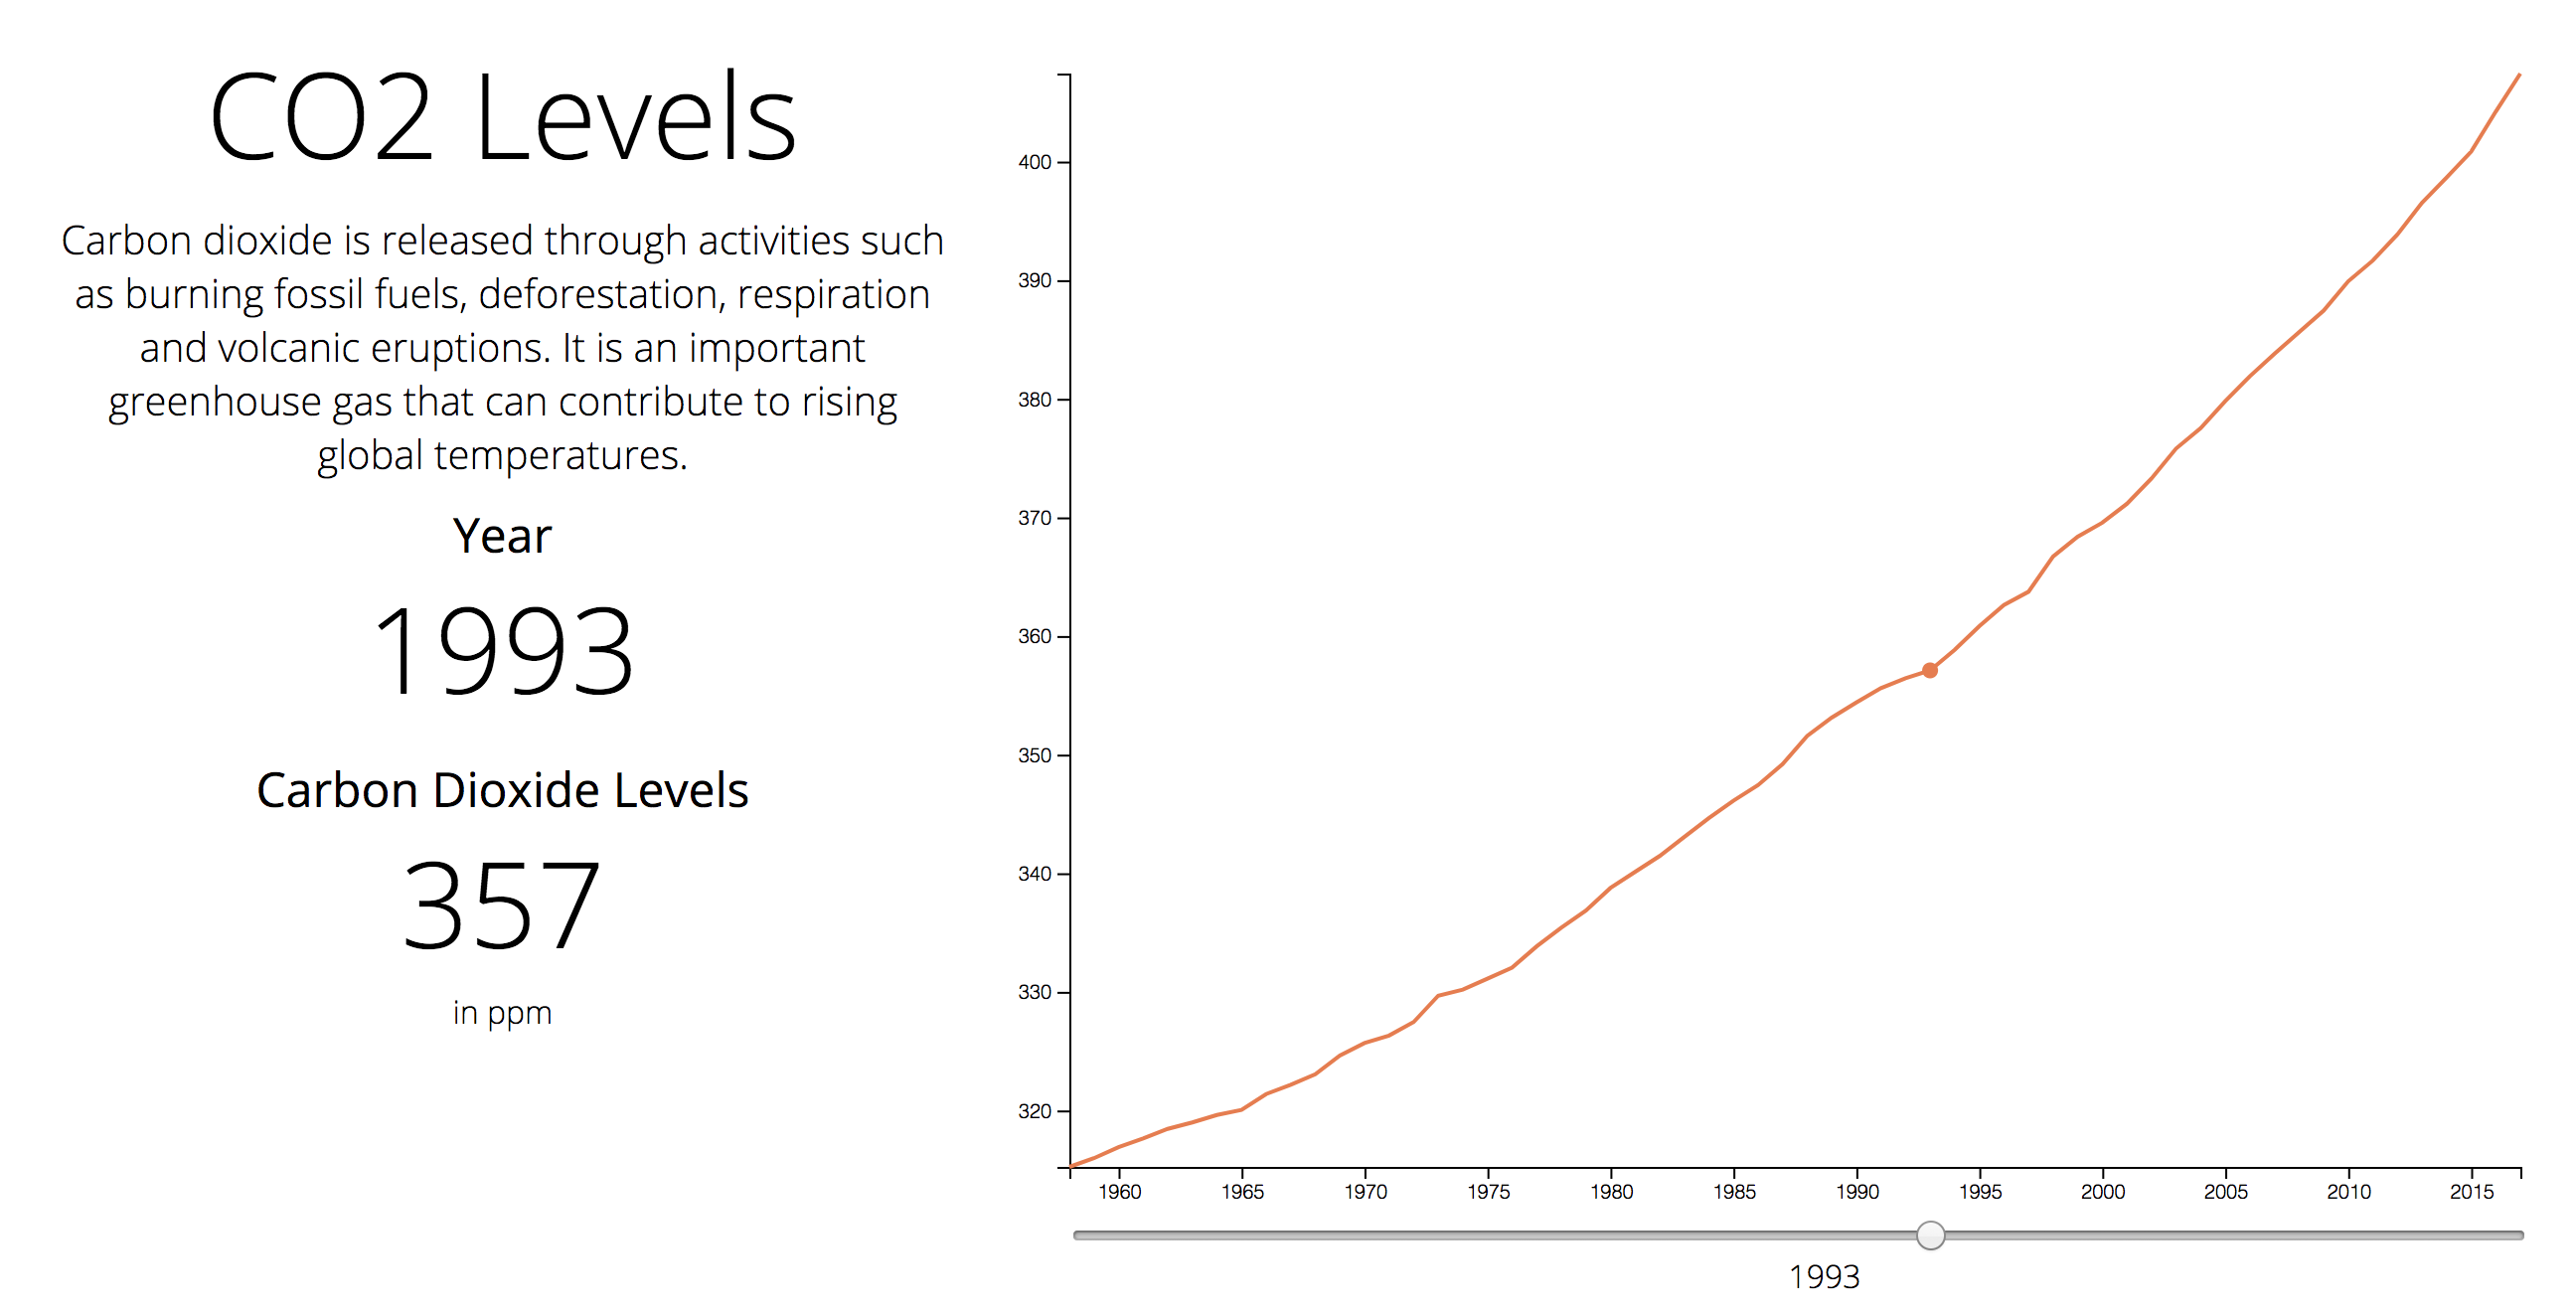 CO2 Levels
Carbon dioxide is released through activities such
as burning fossil fuels, deforestation, respiration
and volcanic eruptions. It is an important
greenhouse gas that can contribute to rising
global temperatures.
Year
1993
Carbon Dioxide Levels
357
in ppm
400
390
380
370
360
350
340
330
320
1960 1965 1970 1975 1980 1985 1990 1995 2000 2005 2010 2015
1993